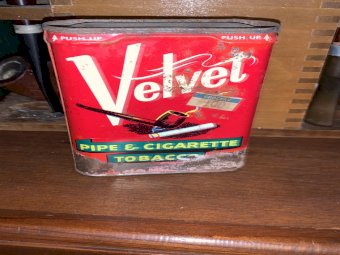 PUSH UP PUSH UP
Velvet
PIPE & CIGARETTE
TOBACCO